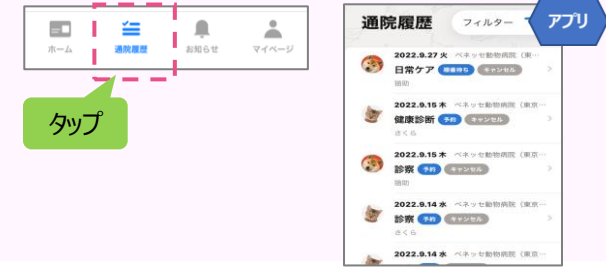 ホーム
通院履歴
お知らせ
マイページ
タップ
通院履歴
フィルター
アプリ
2022.9.27 火 ベネッセ動物病院（東京…
日常ケア 順番待ち キャンセル
2022.9.15 木 ベネッセ動物病院（東京…
健康診断 予約 キャンセル
さくら
2022.9.15 木 ベネッセ動物病院（東京…
診察 予約 キャンセル
2022.9.14 水 ベネッセ動物病院（東京…
診察 予約 キャンセル
さくら
2022.9.14 水 ベネッセ動物病院（東京…